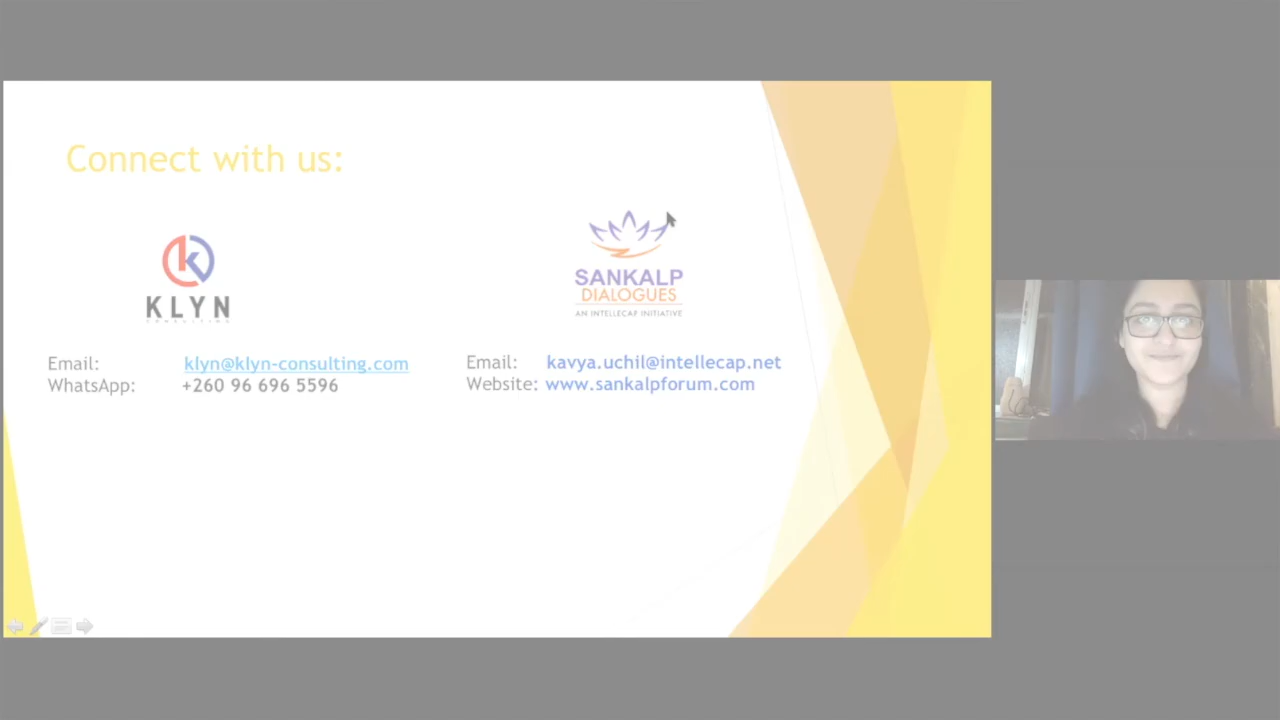 Connect with us:
KLYN
CONSULTING
SANKALP
DIALOGUES
AN INTELLECAP INITIATIVE
Email: klyn@klyn-consulting.com
WhatsApp: +260 96 696 5596
Email: kavya.uchil@intellecap.net
Website: www.sankalpforum.com